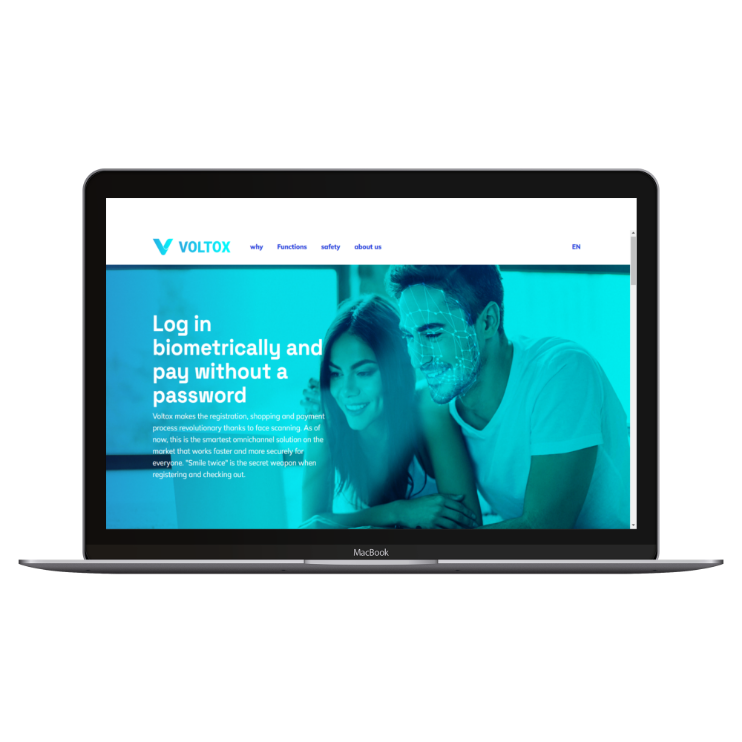 VOLTOX why Functions safety about us EN
Log in
biometrically and
pay without a
password
Voltox makes the registration, shopping and payment
process revolutionary thanks to face scanning. As of
now, this is the smartest omnichannel solution on the
market that works faster and more securely for
everyone. "Smile twice" is the secret weapon when
registering and checking out.
MacBook